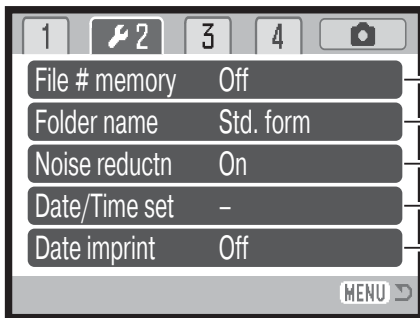 1 2 3 4
File # memory Off
Folder name Std. form
Noise reductn On
Date/Time set –
Date imprint Off
MENU